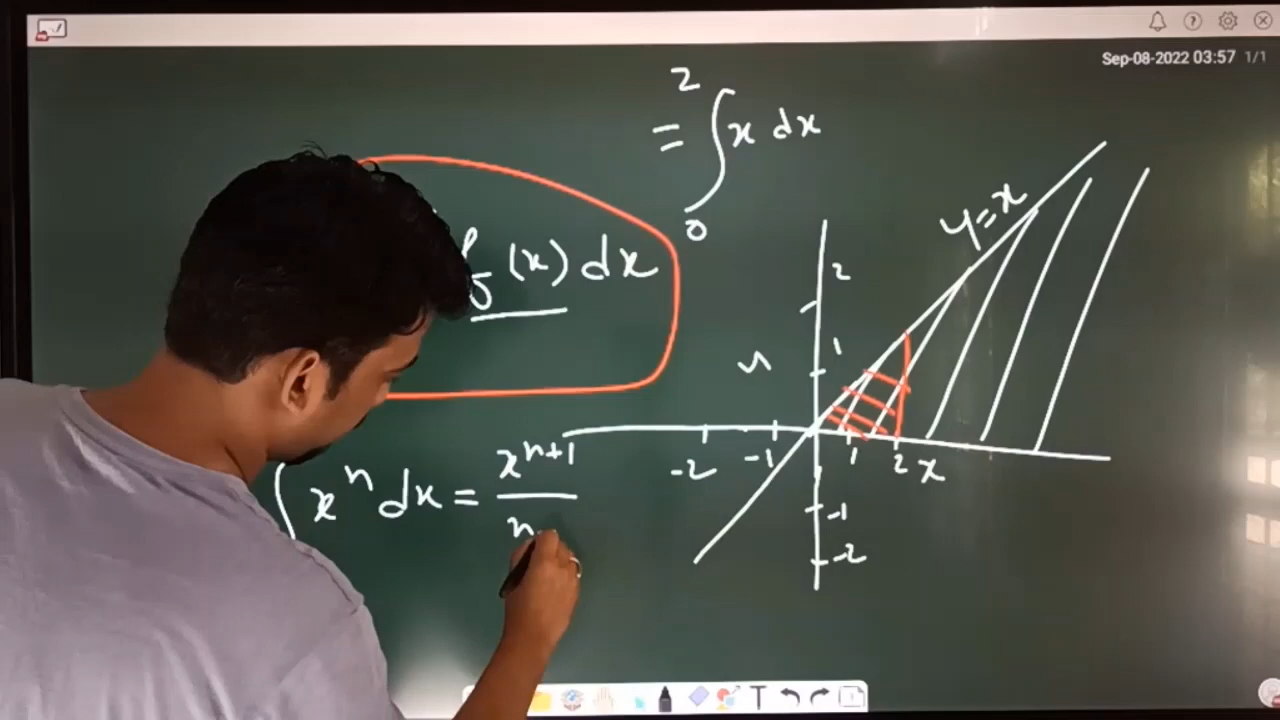 Sep-08-2022 03:57 1/1
2
= ∫ x dx
0
y=x
(x) dx
2
1
-2 -1 1 2 x
-1
-2
∫ x^n dx = x^(n+1)
n
T